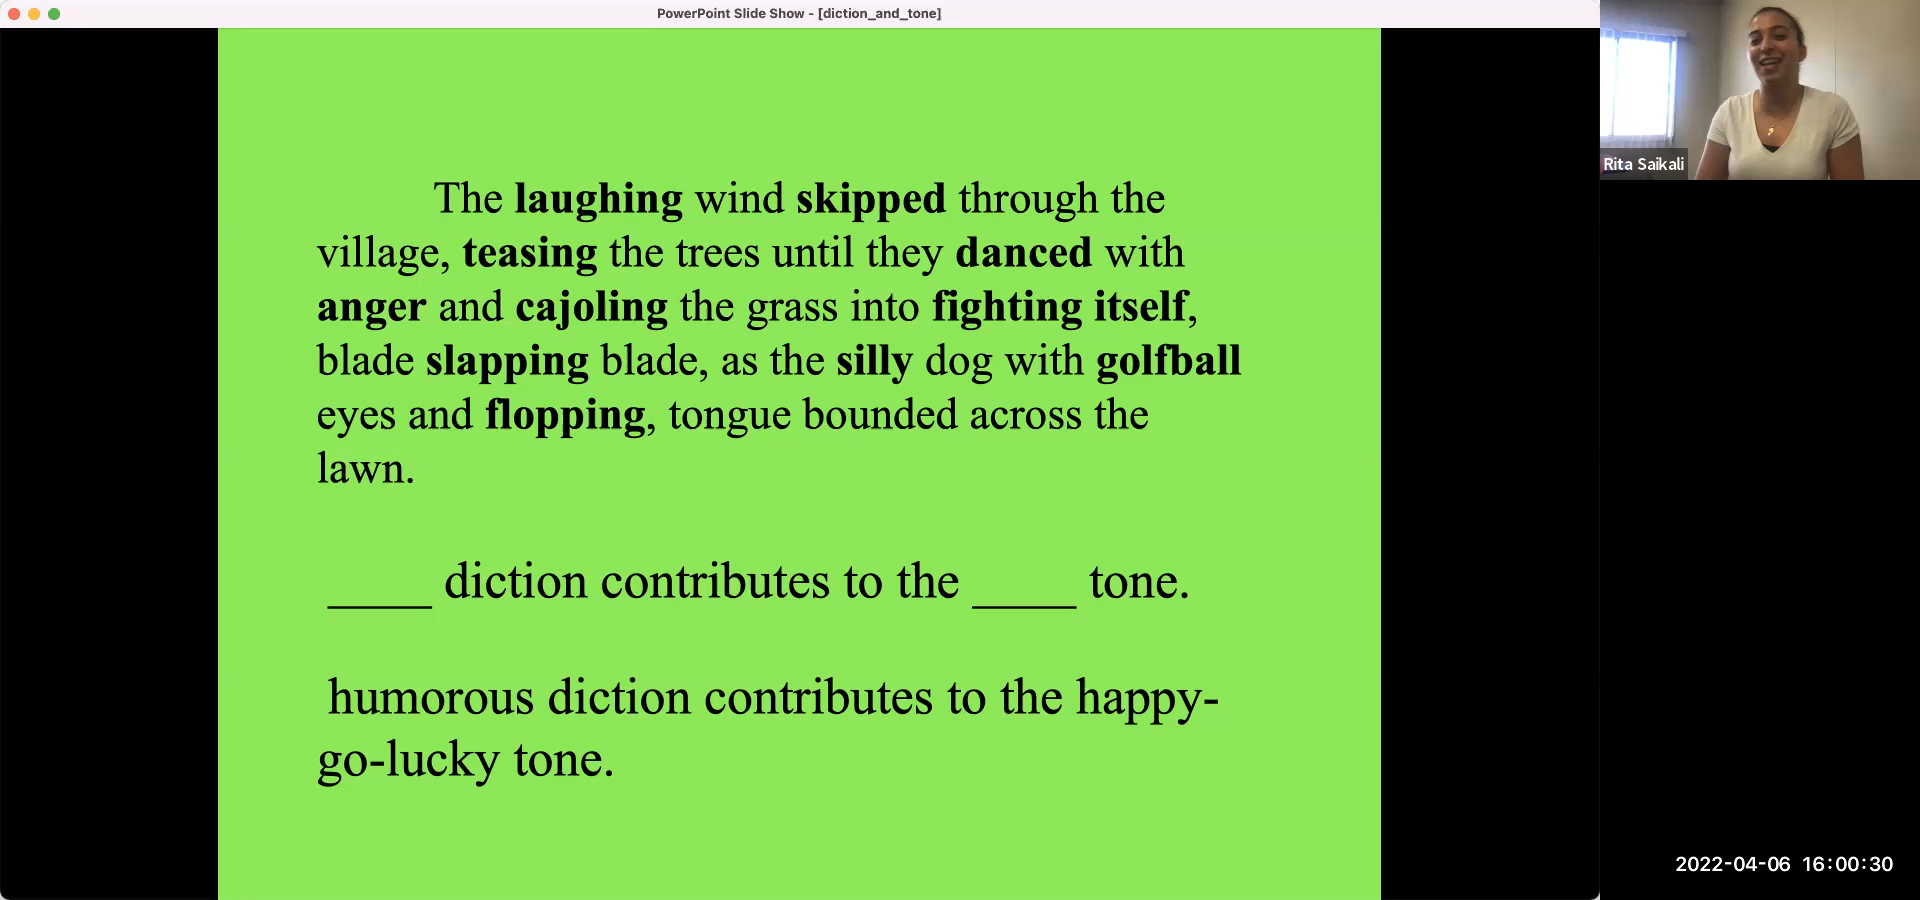 PowerPoint Slide Show - [diction_and_tone]
The laughing wind skipped through the
village, teasing the trees until they danced with
anger and cajoling the grass into fighting itself,
blade slapping blade, as the silly dog with golfball
eyes and flopping, tongue bounded across the
lawn.
____ diction contributes to the ____ tone.
humorous diction contributes to the happy-
go-lucky tone.
Rita Saikali
2022-04-06 16:00:30